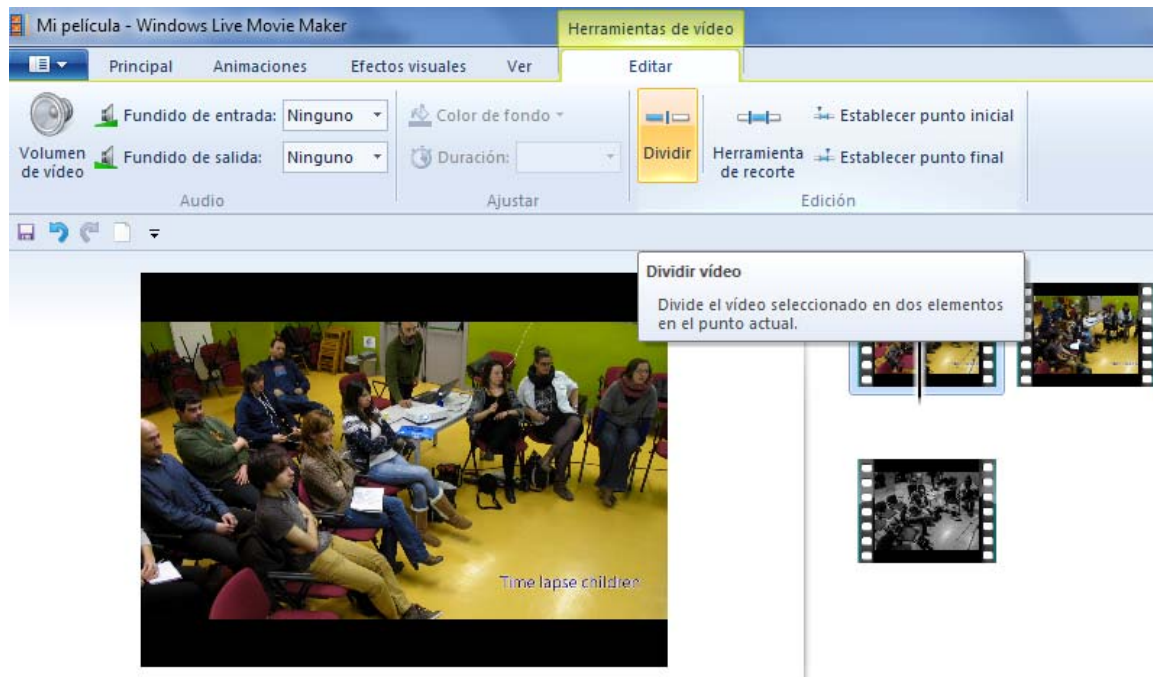 Mi película - Windows Live Movie Maker
Herramientas de vídeo
Principal Animaciones Efectos visuales Ver Editar
Volumen de vídeo
Fundido de entrada: Ninguno
Fundido de salida: Ninguno
Audio
Color de fondo
Duración:
Ajustar
Dividir
Herramienta de recorte
Establecer punto inicial
Establecer punto final
Edición
Dividir vídeo
Divide el vídeo seleccionado en dos elementos
en el punto actual.
Time lapse children